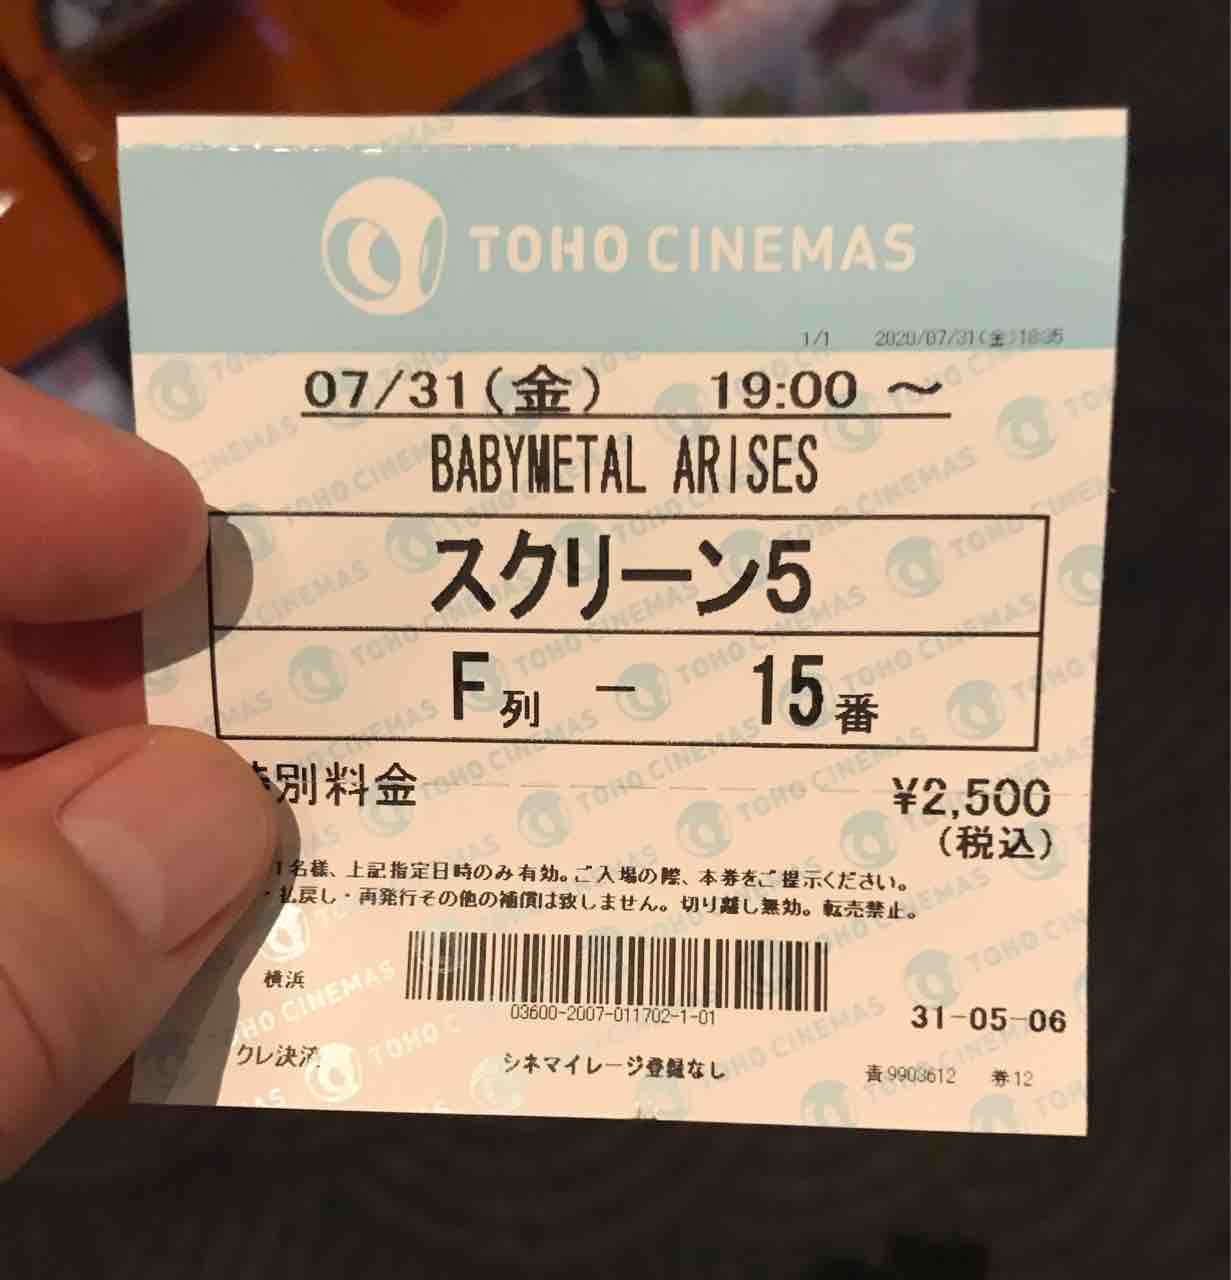 TOHO CINEMAS
1/1 2020/07/31(金)18:35
07/31(金) 19:00 ～
BABYMETAL ARISES
スクリーン5
F列 － 15番
別料金 ¥2,500
(税込)
1名様、上記指定日時のみ有効。ご入場の際、本券をご提示ください。
・払戻し・再発行その他の補償は致しません。切り離し無効。転売禁止。
横浜
03600-2007-011702-1-01
31-05-06
クレ決済
シネマイレージ登録なし
青9903612 券12